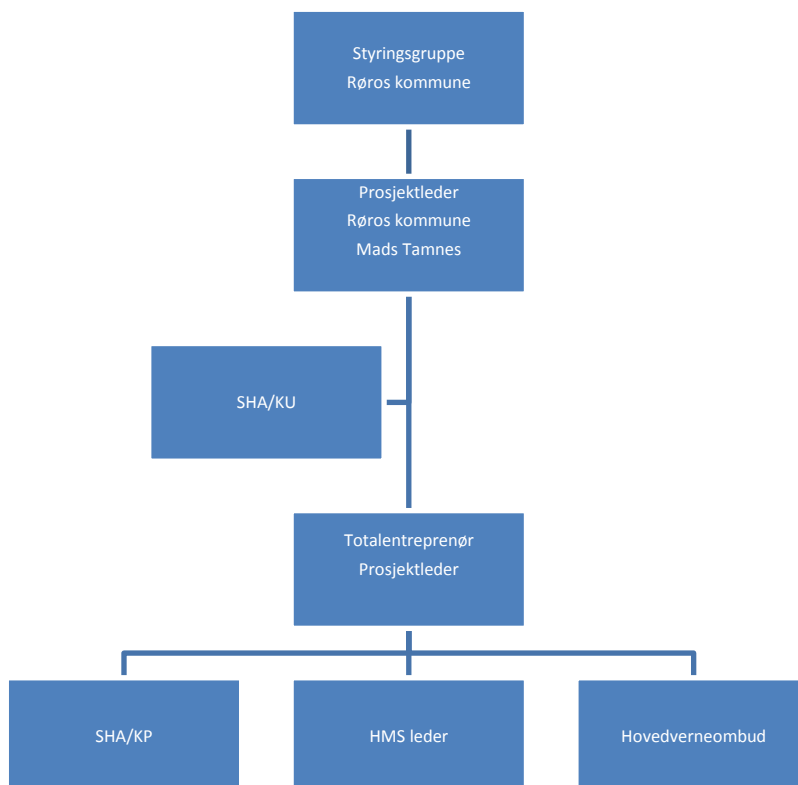 Styringsgruppe
Røros kommune
Prosjektleder
Røros kommune
Mads Tamnes
SHA/KU
Totalentreprenør
Prosjektleder
SHA/KP
HMS leder
Hovedverneombud